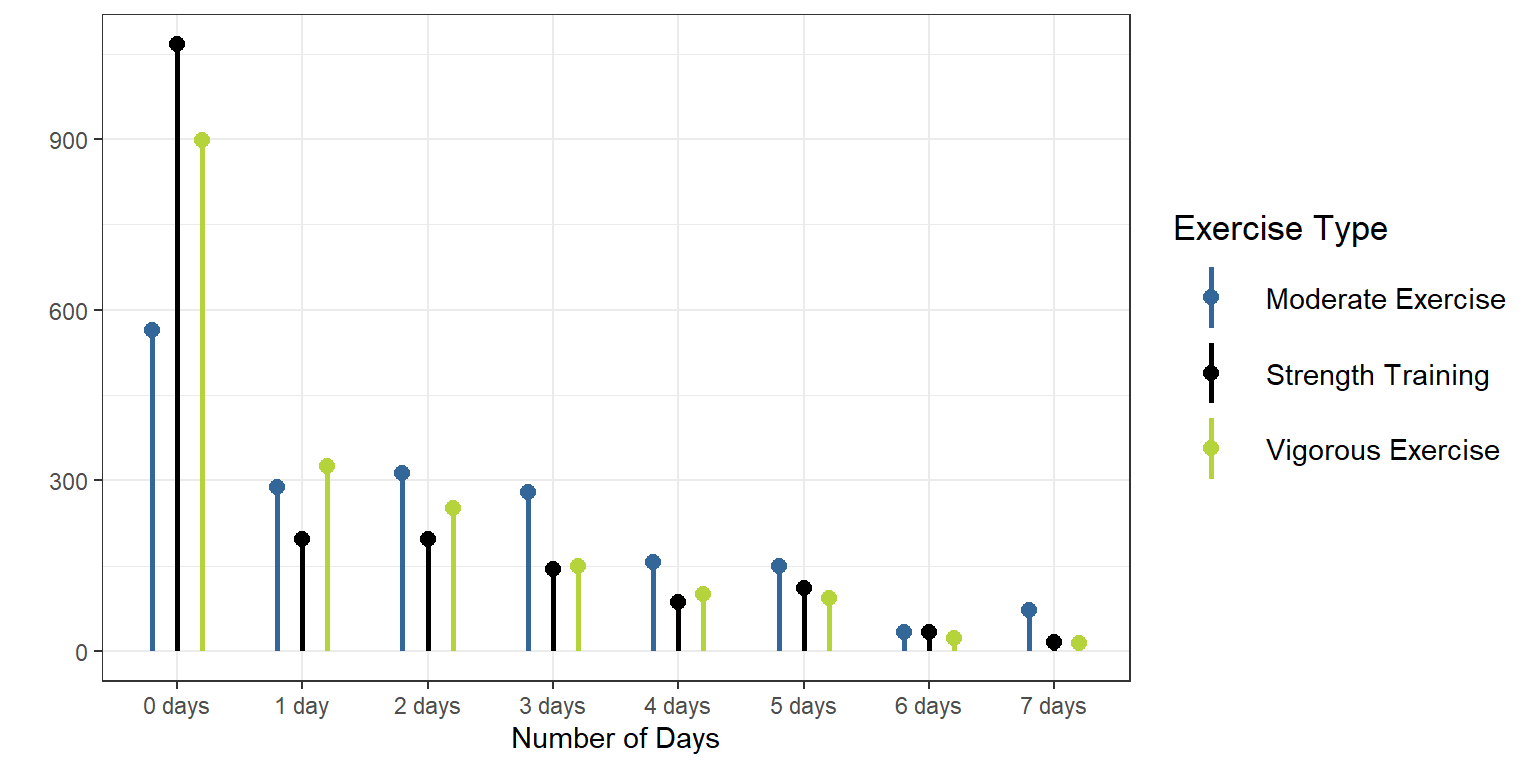 900
600
300
0
0 days
1 day
2 days
3 days
4 days
5 days
6 days
7 days
Number of Days
Exercise Type
Moderate Exercise
Strength Training
Vigorous Exercise